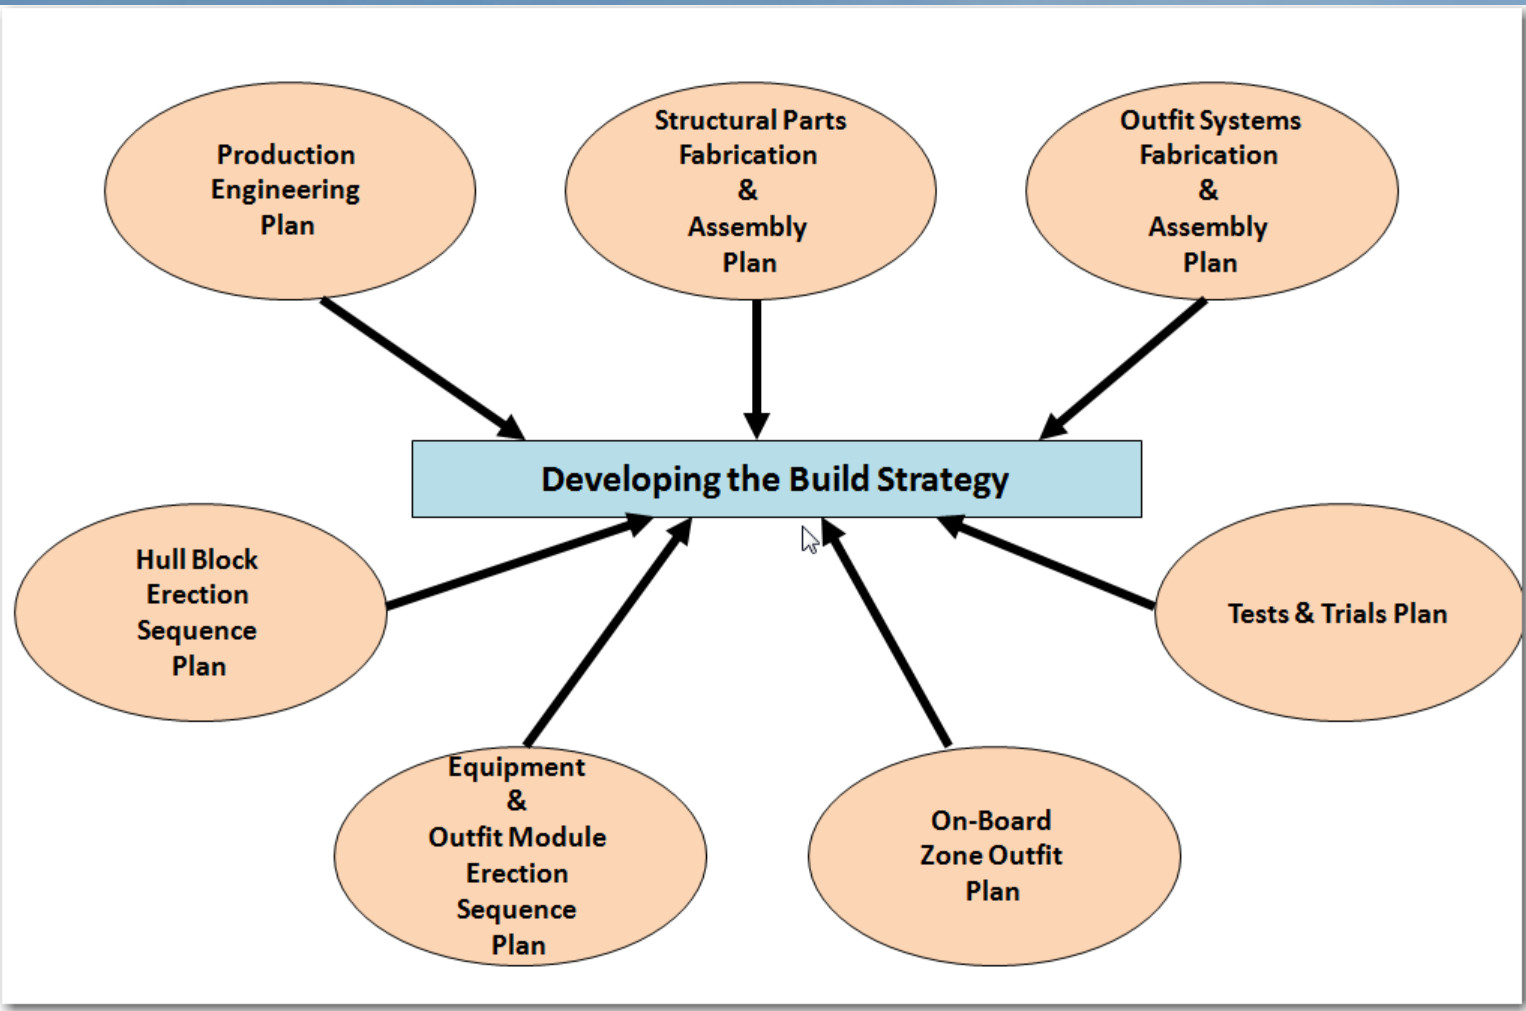 Production
Engineering
Plan
Structural Parts
Fabrication
&
Assembly
Plan
Outfit Systems
Fabrication
&
Assembly
Plan
Developing the Build Strategy
Hull Block
Erection
Sequence
Plan
Tests & Trials Plan
Equipment
&
Outfit Module
Erection
Sequence
Plan
On-Board
Zone Outfit
Plan